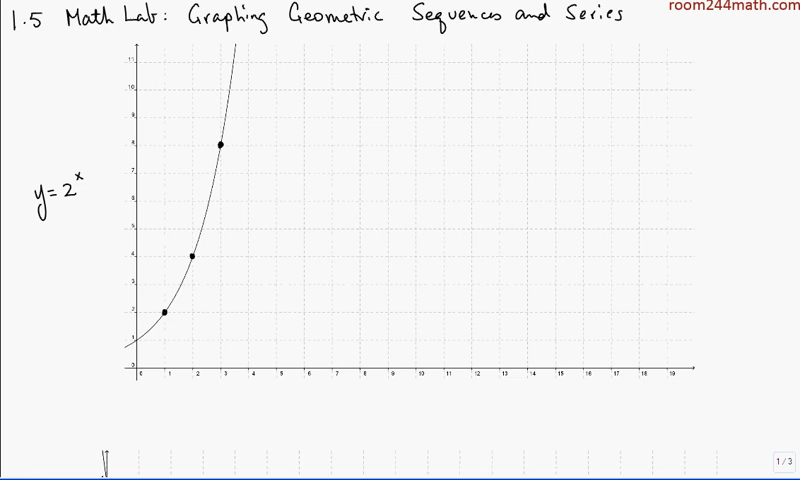 room244math.com
1.5 Math Lab: Graphing Geometric Sequences and Series
11
10
9
8
7
6
5
4
3
2
1
0
y=2ˣ
0 1 2 3 4 5 6 7 8 9 10 11 12 13 14 15 16 17 18 19
1 / 3